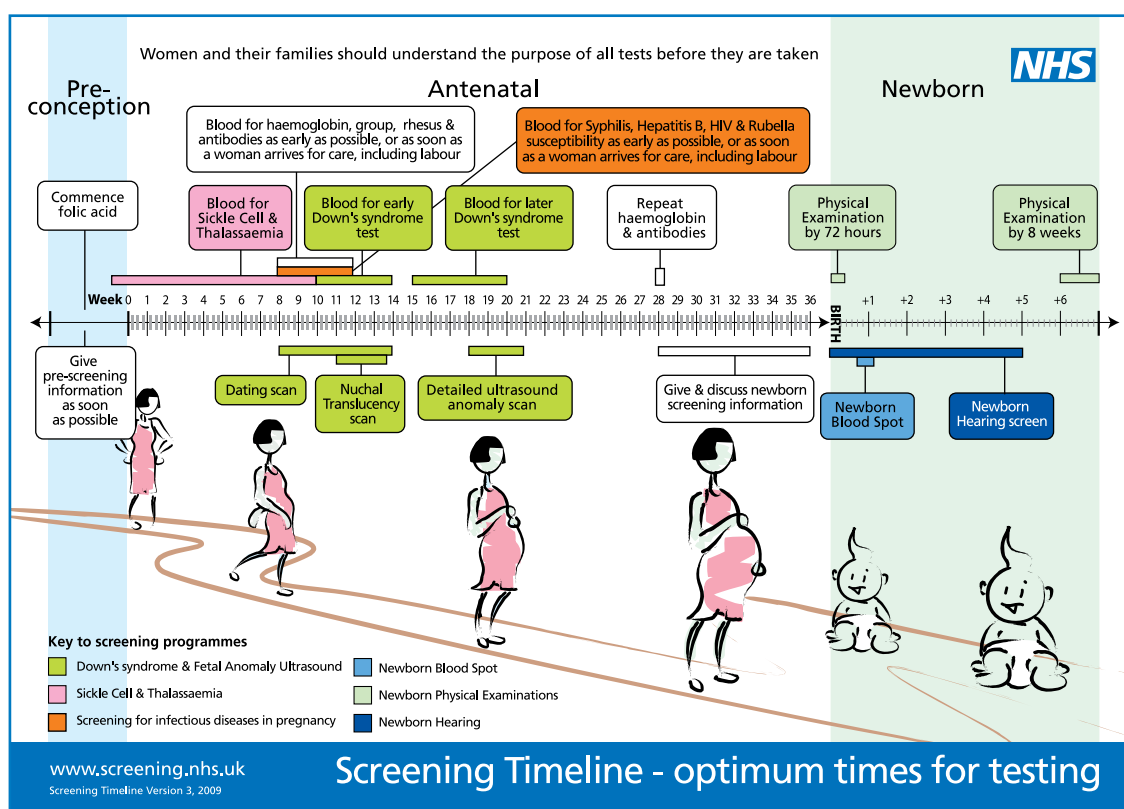 Women and their families should understand the purpose of all tests before they are taken
NHS
Pre-
conception
Antenatal
Newborn
Blood for haemoglobin, group, rhesus &
antibodies as early as possible, or as soon as
a woman arrives for care, including labour
Blood for Syphilis, Hepatitis B, HIV & Rubella
susceptibility as early as possible, or as soon
as a woman arrives for care, including labour
Commence
folic acid
Blood for
Sickle Cell &
Thalassaemia
Blood for early
Down's syndrome
test
Blood for later
Down's syndrome
test
Repeat
haemoglobin
& antibodies
Physical
Examination
by 72 hours
Physical
Examination
by 8 weeks
Week 0 1 2 3 4 5 6 7 8 9 10 11 12 13 14 15 16 17 18 19 20 21 22 23 24 25 26 27 28 29 30 31 32 33 34 35 36
BIRTH
+1 +2 +3 +4 +5 +6
Give
pre-screening
information
as soon
as possible
Dating scan
Nuchal
Translucency
scan
Detailed ultrasound
anomaly scan
Give & discuss newborn
screening information
Newborn
Blood Spot
Newborn
Hearing screen
Key to screening programmes
Down's syndrome & Fetal Anomaly Ultrasound
Sickle Cell & Thalassaemia
Screening for infectious diseases in pregnancy
Newborn Blood Spot
Newborn Physical Examinations
Newborn Hearing
www.screening.nhs.uk
Screening Timeline Version 3, 2009
Screening Timeline - optimum times for testing